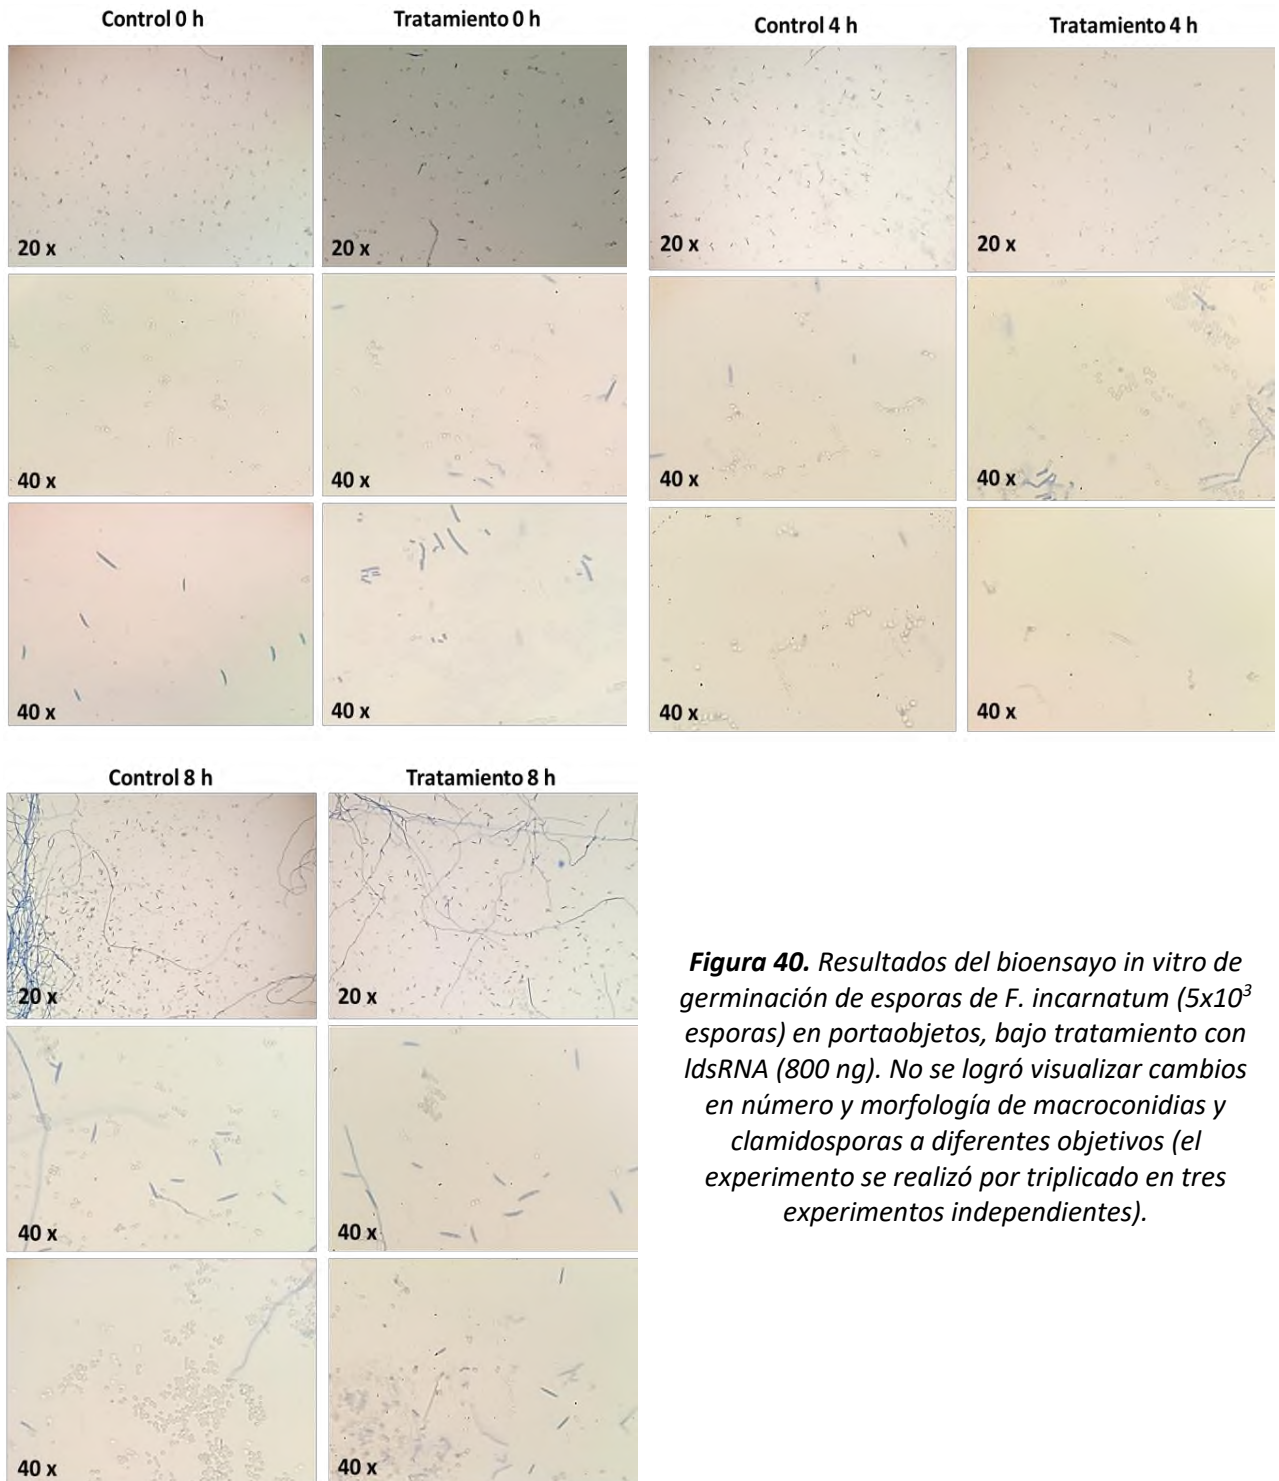 Control 0 h
Tratamiento 0 h
Control 4 h
Tratamiento 4 h
20 x
20 x
20 x
20 x
40 x
40 x
40 x
40 x
40 x
40 x
40 x
40 x
Control 8 h
Tratamiento 8 h
20 x
20 x
40 x
40 x
40 x
40 x
Figura 40. Resultados del bioensayo in vitro de
germinación de esporas de F. incarnatum (5x10³
esporas) en portaobjetos, bajo tratamiento con
ldsRNA (800 ng). No se logró visualizar cambios
en número y morfología de macroconidias y
clamidosporas a diferentes objetivos (el
experimento se realizó por triplicado en tres
experimentos independientes).